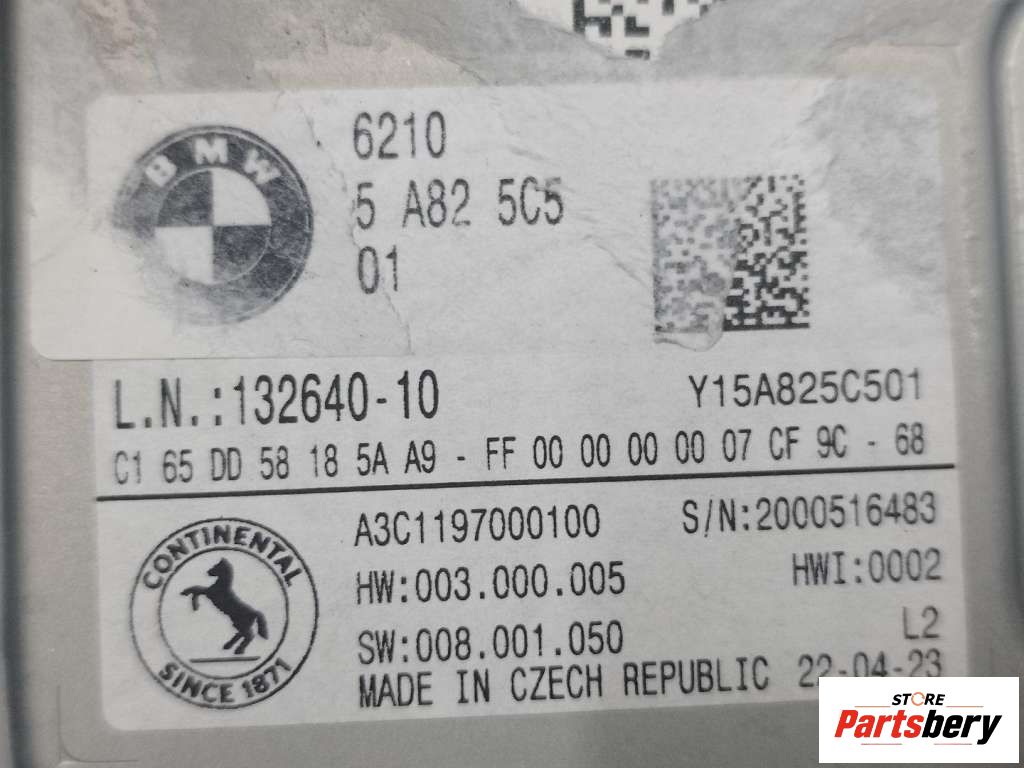 BMW
6210
5 A82 5C5
01
L.N.:132640-10
Y15A825C501
C1 65 DD 58 18 5A A9 - FF 00 00 00 00 07 CF 9C - 68
CONTINENTAL
SINCE 1871
A3C1197000100
S/N:2000516483
HW:003.000.005
HWI:0002
SW:008.001.050
L2
MADE IN CZECH REPUBLIC 22-04-23
STORE
Partsbery